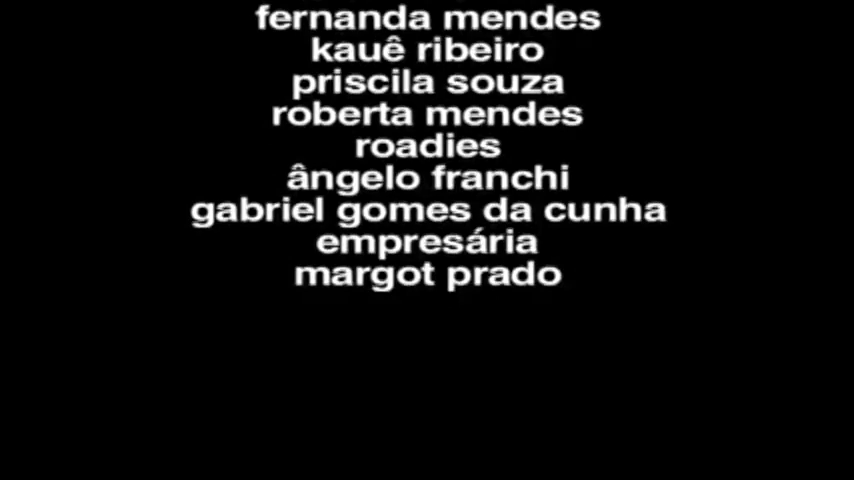 fernanda mendes
kauê ribeiro
priscila souza
roberta mendes
roadies
ângelo franchi
gabriel gomes da cunha
empresária
margot prado